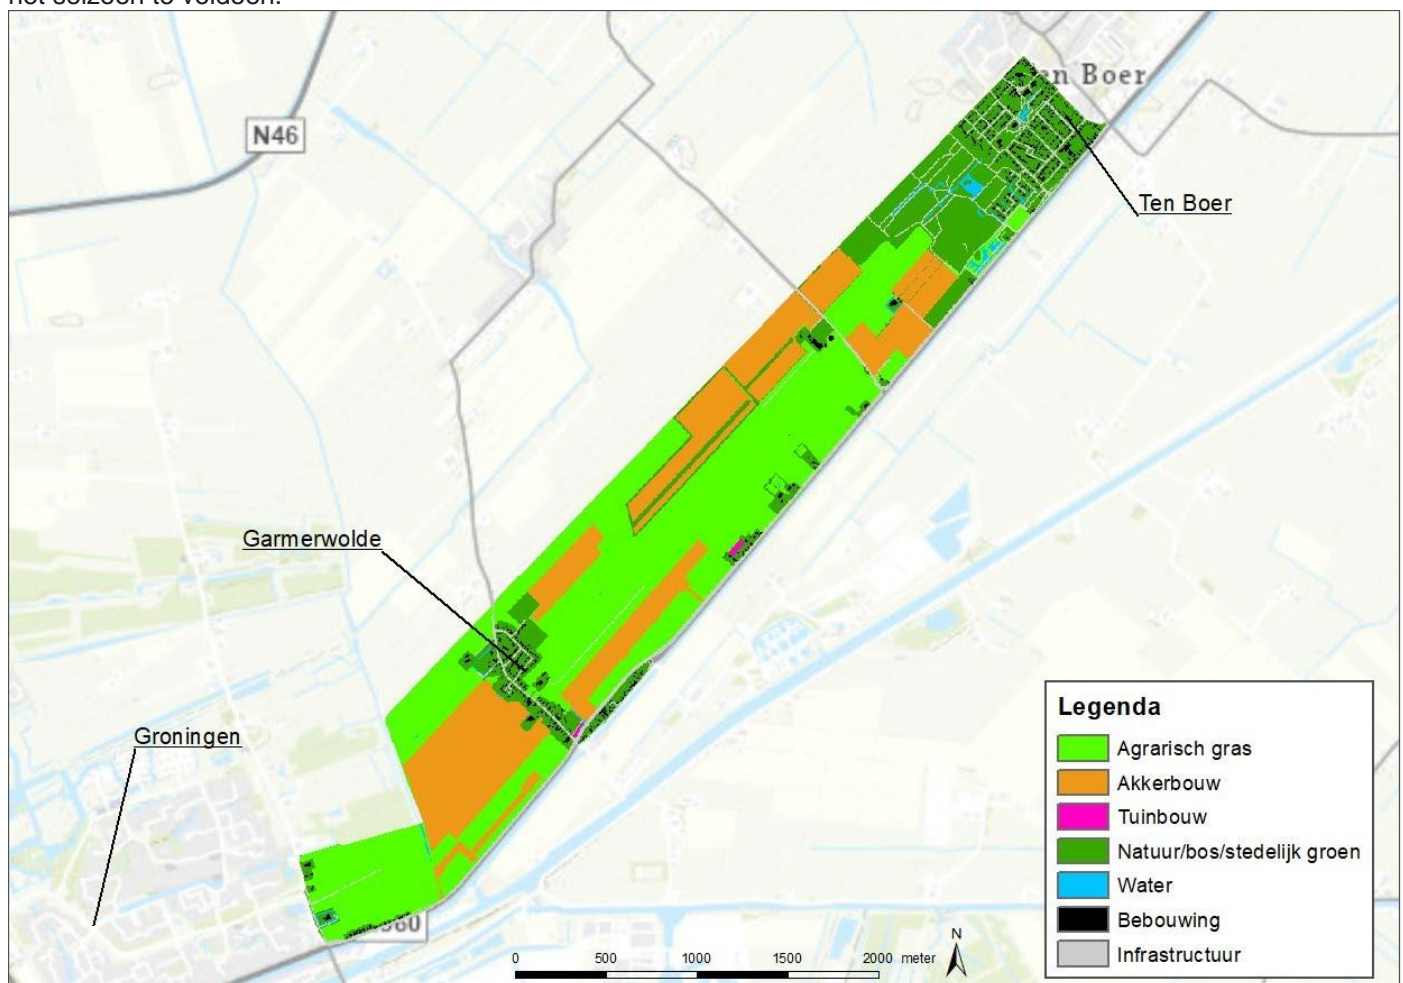 het seizoen te voldoen.
en Boer
N46
Ten Boer
Garmerwolde
Groningen
Legenda
Agrarisch gras
Akkerbouw
Tuinbouw
Natuur/bos/stedelijk groen
Water
Bebouwing
Infrastructuur
N
0 500 1000 1500 2000 meter